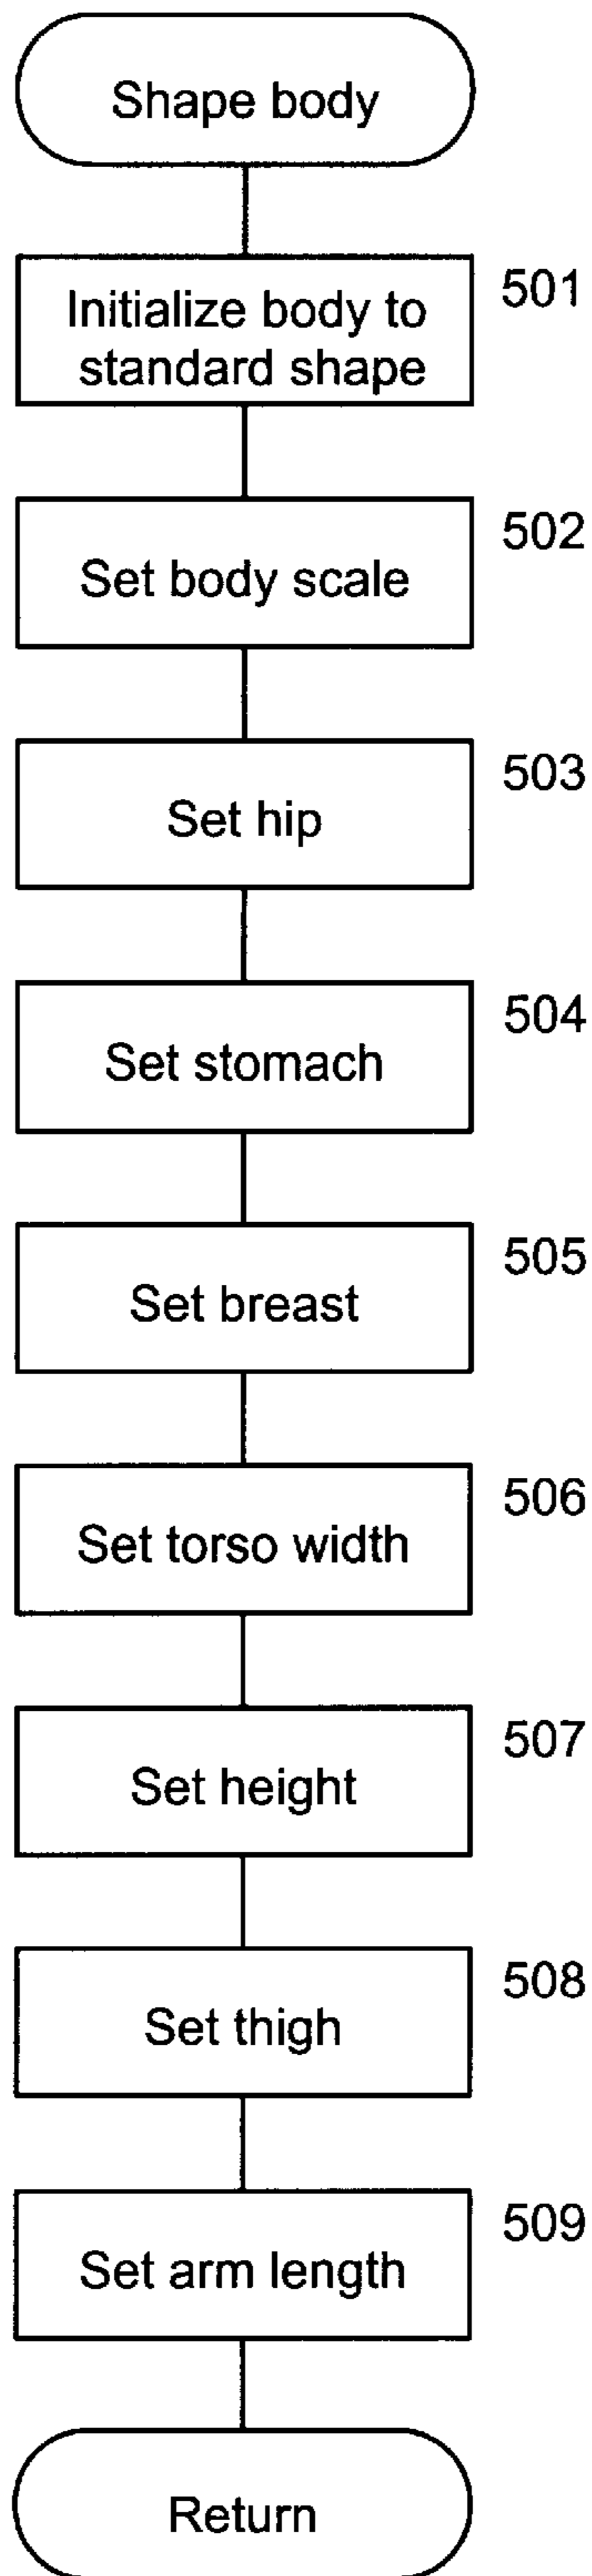 Shape body
501
Initialize body to
standard shape
502
Set body scale
503
Set hip
504
Set stomach
505
Set breast
506
Set torso width
507
Set height
508
Set thigh
509
Set arm length
Return